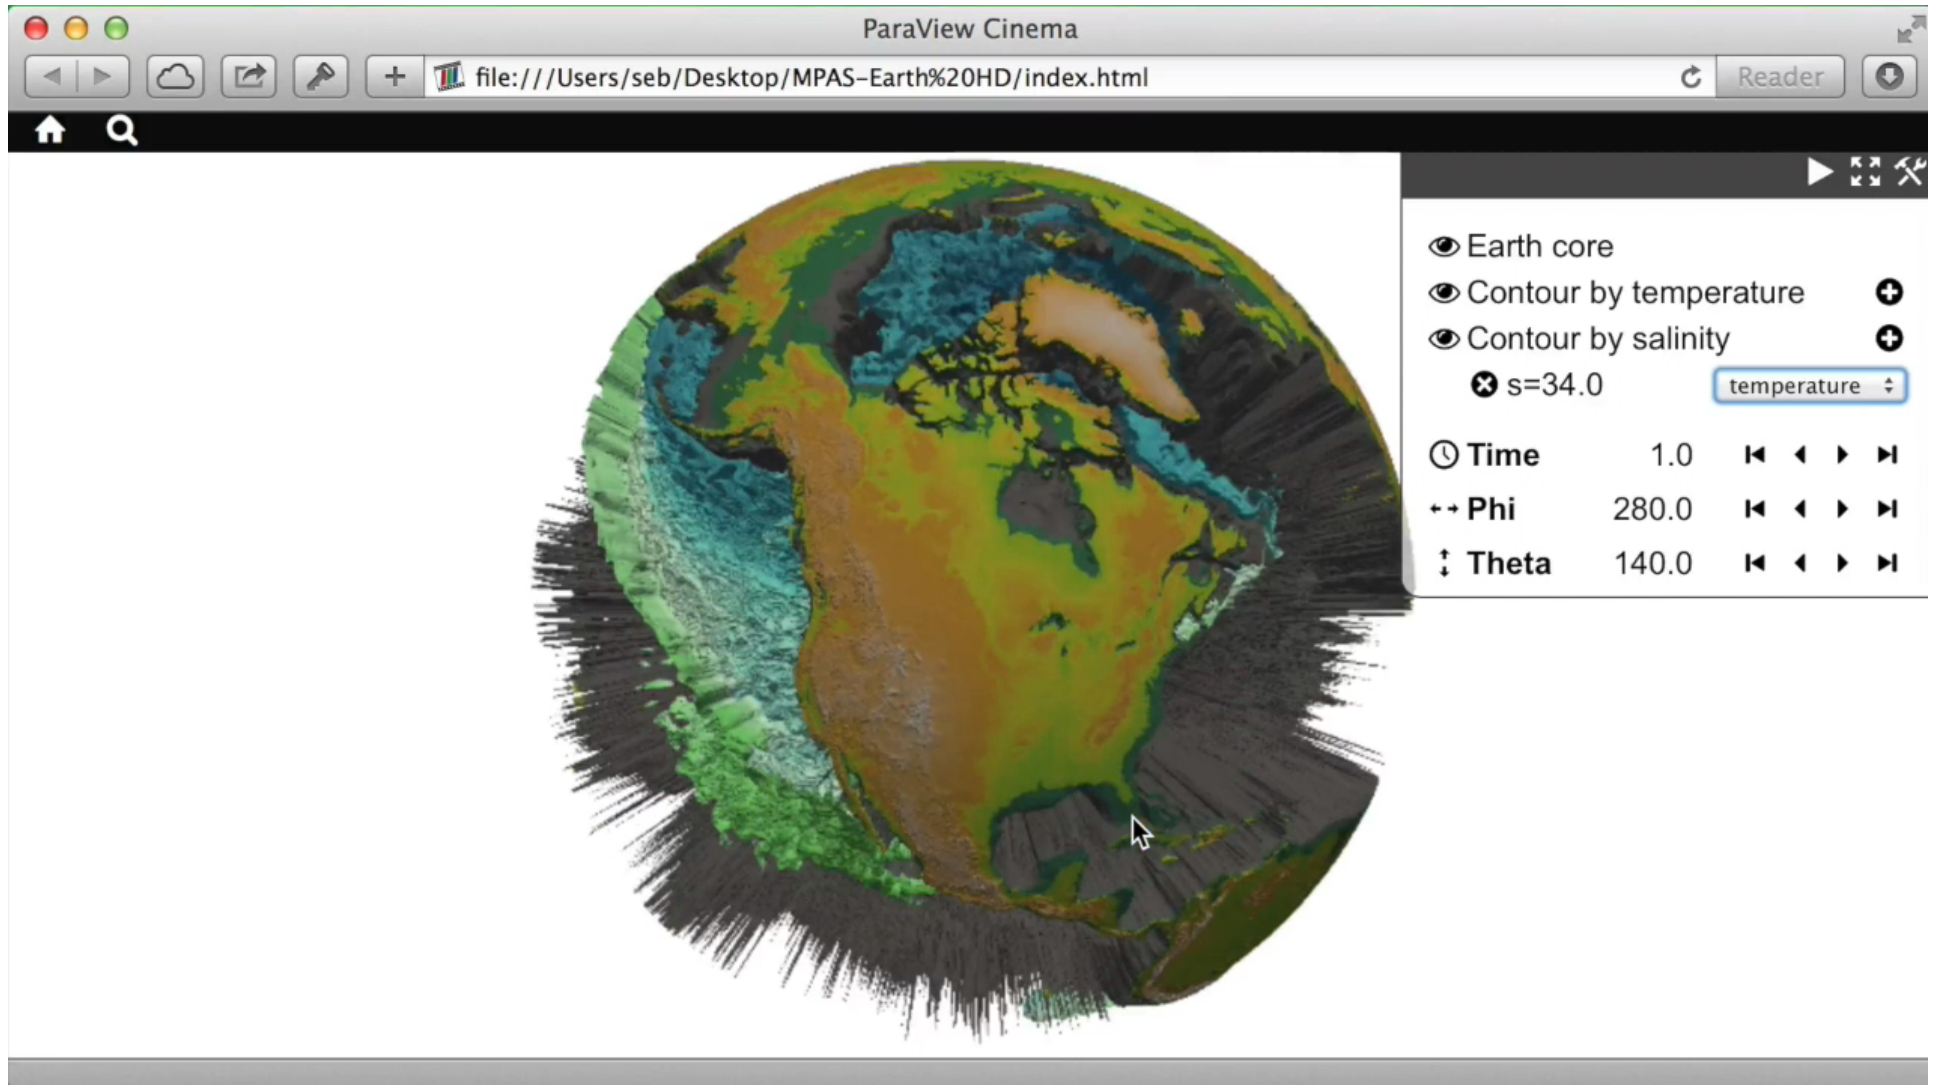 ParaView Cinema
file:///Users/seb/Desktop/MPAS-Earth%20HD/index.html
Reader
Earth core
Contour by temperature
Contour by salinity
s=34.0 temperature
Time 1.0
Phi 280.0
Theta 140.0